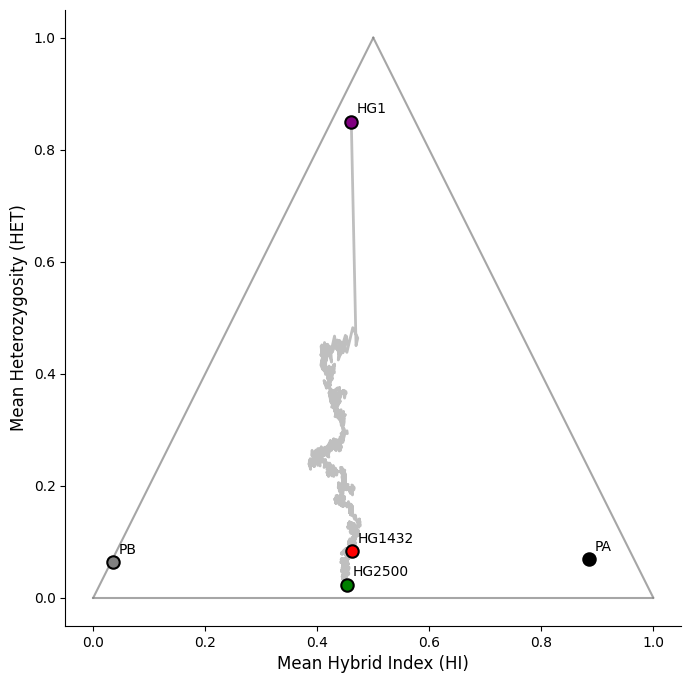 1.0
HG1
0.8
0.6
Mean Heterozygosity (HET)
0.4
0.2
HG1432
PB
PA
HG2500
0.0
0.0 0.2 0.4 0.6 0.8 1.0
Mean Hybrid Index (HI)